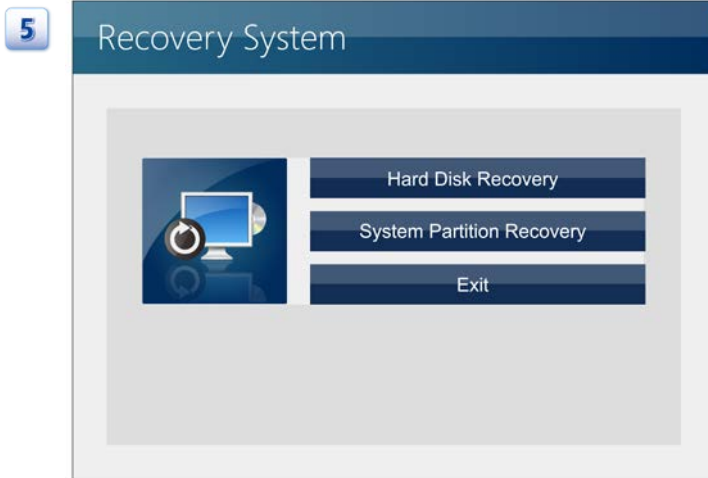 5
Recovery System
Hard Disk Recovery
System Partition Recovery
Exit